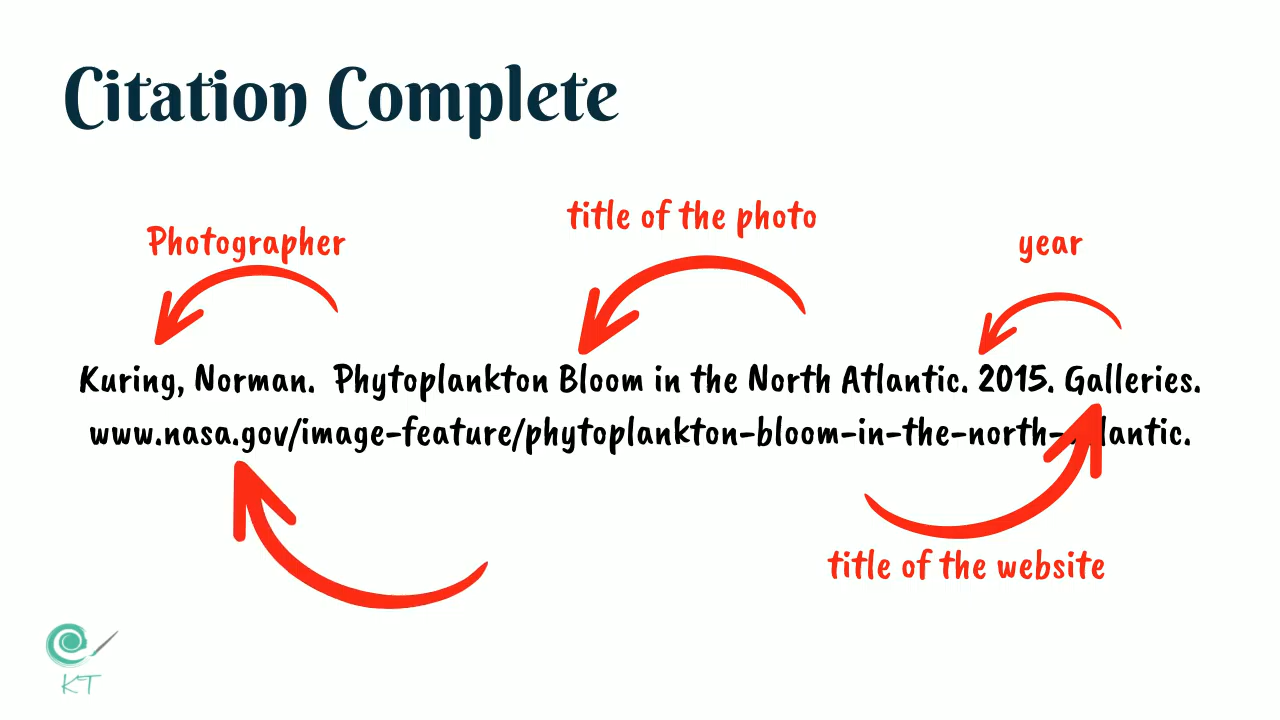 Citation Complete
title of the photo
Photographer
year
Kuring, Norman. Phytoplankton Bloom in the North Atlantic. 2015. Galleries.
www.nasa.gov/image-feature/phytoplankton-bloom-in-the-north-atlantic.
title of the website
KT